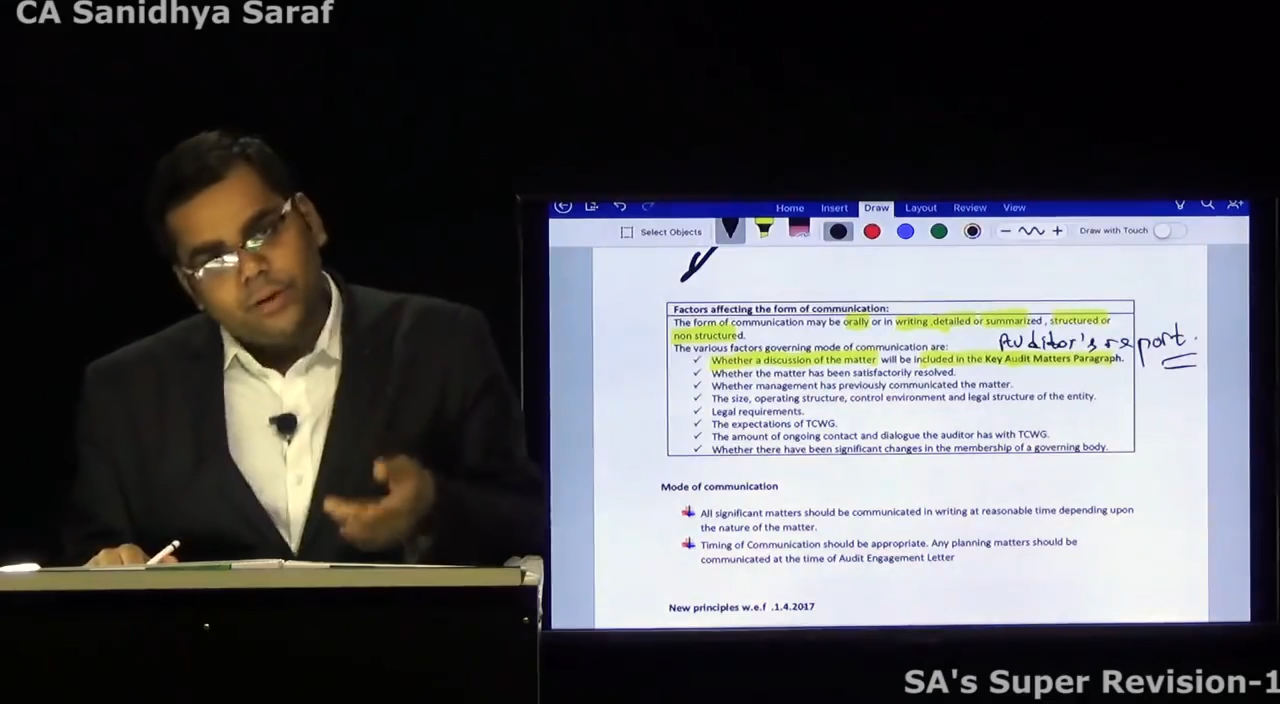 CA Sanidhya Saraf
Home Insert Draw Layout Review View
Select Objects
Draw with Touch
Factors affecting the form of communication:
The form of communication may be orally or in writing ,detailed or summarized , structured or
non structured.
Auditor's report.
The various factors governing mode of communication are:
✓ Whether a discussion of the matter will be included in the Key Audit Matters Paragraph.
✓ Whether the matter has been satisfactorily resolved.
✓ Whether management has previously communicated the matter.
✓ The size, operating structure, control environment and legal structure of the entity.
✓ Legal requirements.
✓ The expectations of TCWG.
✓ The amount of ongoing contact and dialogue the auditor has with TCWG.
✓ Whether there have been significant changes in the membership of a governing body.
Mode of communication
All significant matters should be communicated in writing at reasonable time depending upon
the nature of the matter.
Timing of Communication should be appropriate. Any planning matters should be
communicated at the time of Audit Engagement Letter
New principles w.e.f .1.4.2017
SA's Super Revision-1